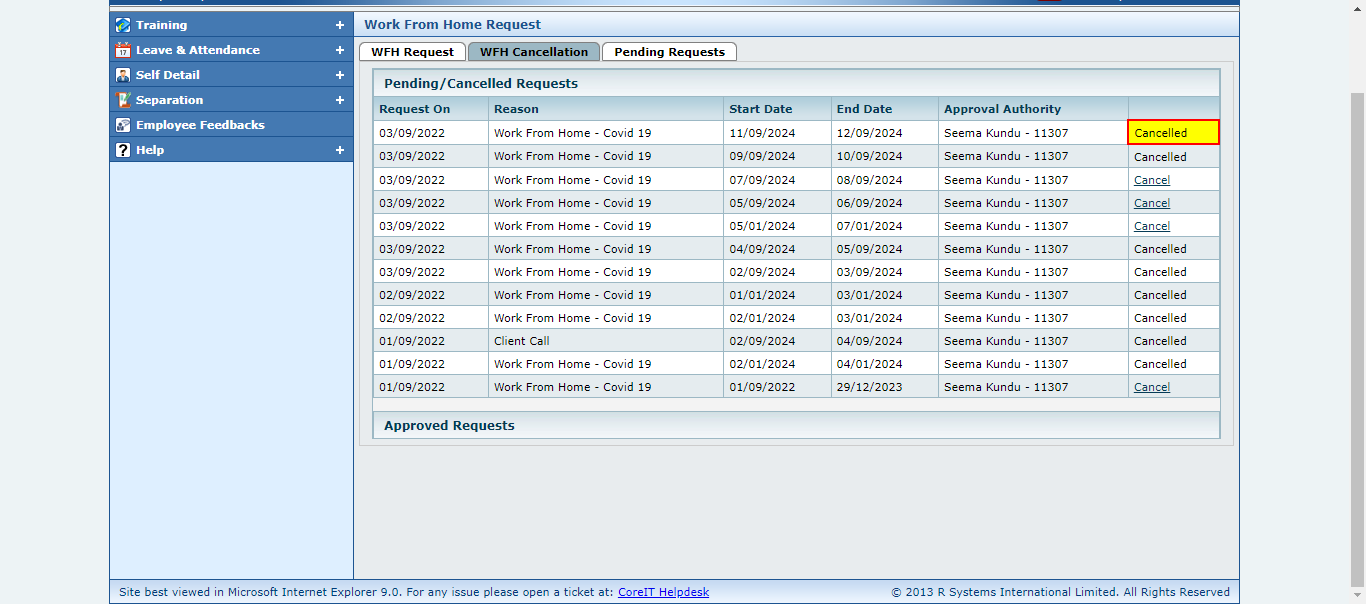 Training +
Leave & Attendance +
Self Detail +
Separation +
Employee Feedbacks
Help +
Work From Home Request
WFH Request WFH Cancellation Pending Requests
Pending/Cancelled Requests
Request On Reason Start Date End Date Approval Authority
03/09/2022 Work From Home - Covid 19 11/09/2024 12/09/2024 Seema Kundu - 11307 Cancelled
03/09/2022 Work From Home - Covid 19 09/09/2024 10/09/2024 Seema Kundu - 11307 Cancelled
03/09/2022 Work From Home - Covid 19 07/09/2024 08/09/2024 Seema Kundu - 11307 Cancel
03/09/2022 Work From Home - Covid 19 05/09/2024 06/09/2024 Seema Kundu - 11307 Cancel
03/09/2022 Work From Home - Covid 19 05/01/2024 07/01/2024 Seema Kundu - 11307 Cancel
03/09/2022 Work From Home - Covid 19 04/09/2024 05/09/2024 Seema Kundu - 11307 Cancelled
03/09/2022 Work From Home - Covid 19 02/09/2024 03/09/2024 Seema Kundu - 11307 Cancelled
02/09/2022 Work From Home - Covid 19 01/01/2024 03/01/2024 Seema Kundu - 11307 Cancelled
02/09/2022 Work From Home - Covid 19 02/01/2024 03/01/2024 Seema Kundu - 11307 Cancelled
01/09/2022 Client Call 02/09/2024 04/09/2024 Seema Kundu - 11307 Cancelled
01/09/2022 Work From Home - Covid 19 02/01/2024 04/01/2024 Seema Kundu - 11307 Cancelled
01/09/2022 Work From Home - Covid 19 01/09/2022 29/12/2023 Seema Kundu - 11307 Cancel
Approved Requests
Site best viewed in Microsoft Internet Explorer 9.0. For any issue please open a ticket at: CoreIT Helpdesk © 2013 R Systems International Limited. All Rights Reserved